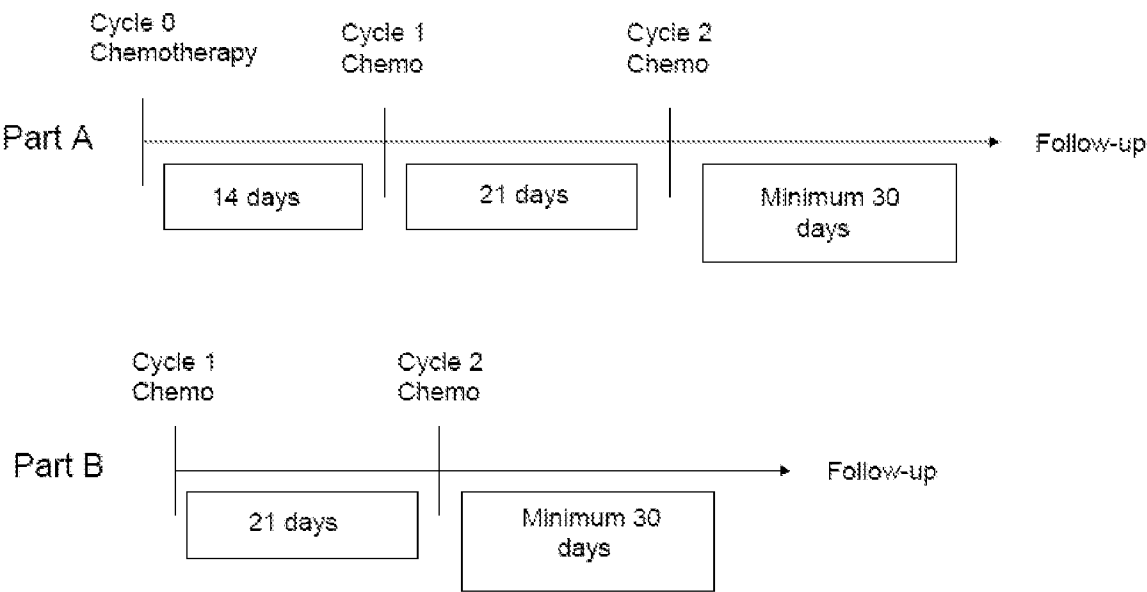 Cycle 0
Chemotherapy
Cycle 1
Chemo
Cycle 2
Chemo
Part A
Follow-up
14 days
21 days
Minimum 30
days
Cycle 1
Chemo
Cycle 2
Chemo
Part B
Follow-up
21 days
Minimum 30
days